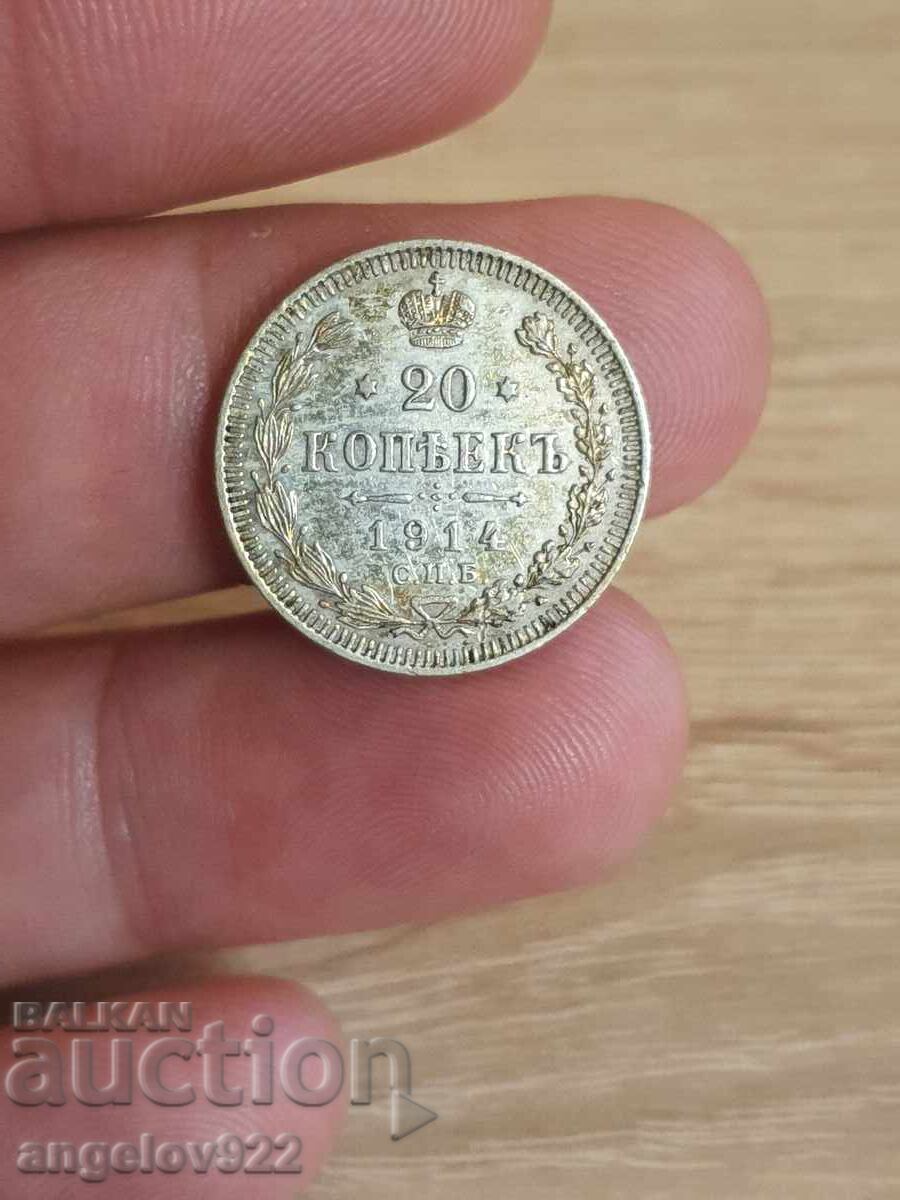 20
КОПѢЕКЪ
1914
С.П.Б.
BALKAN
auction
angelov922